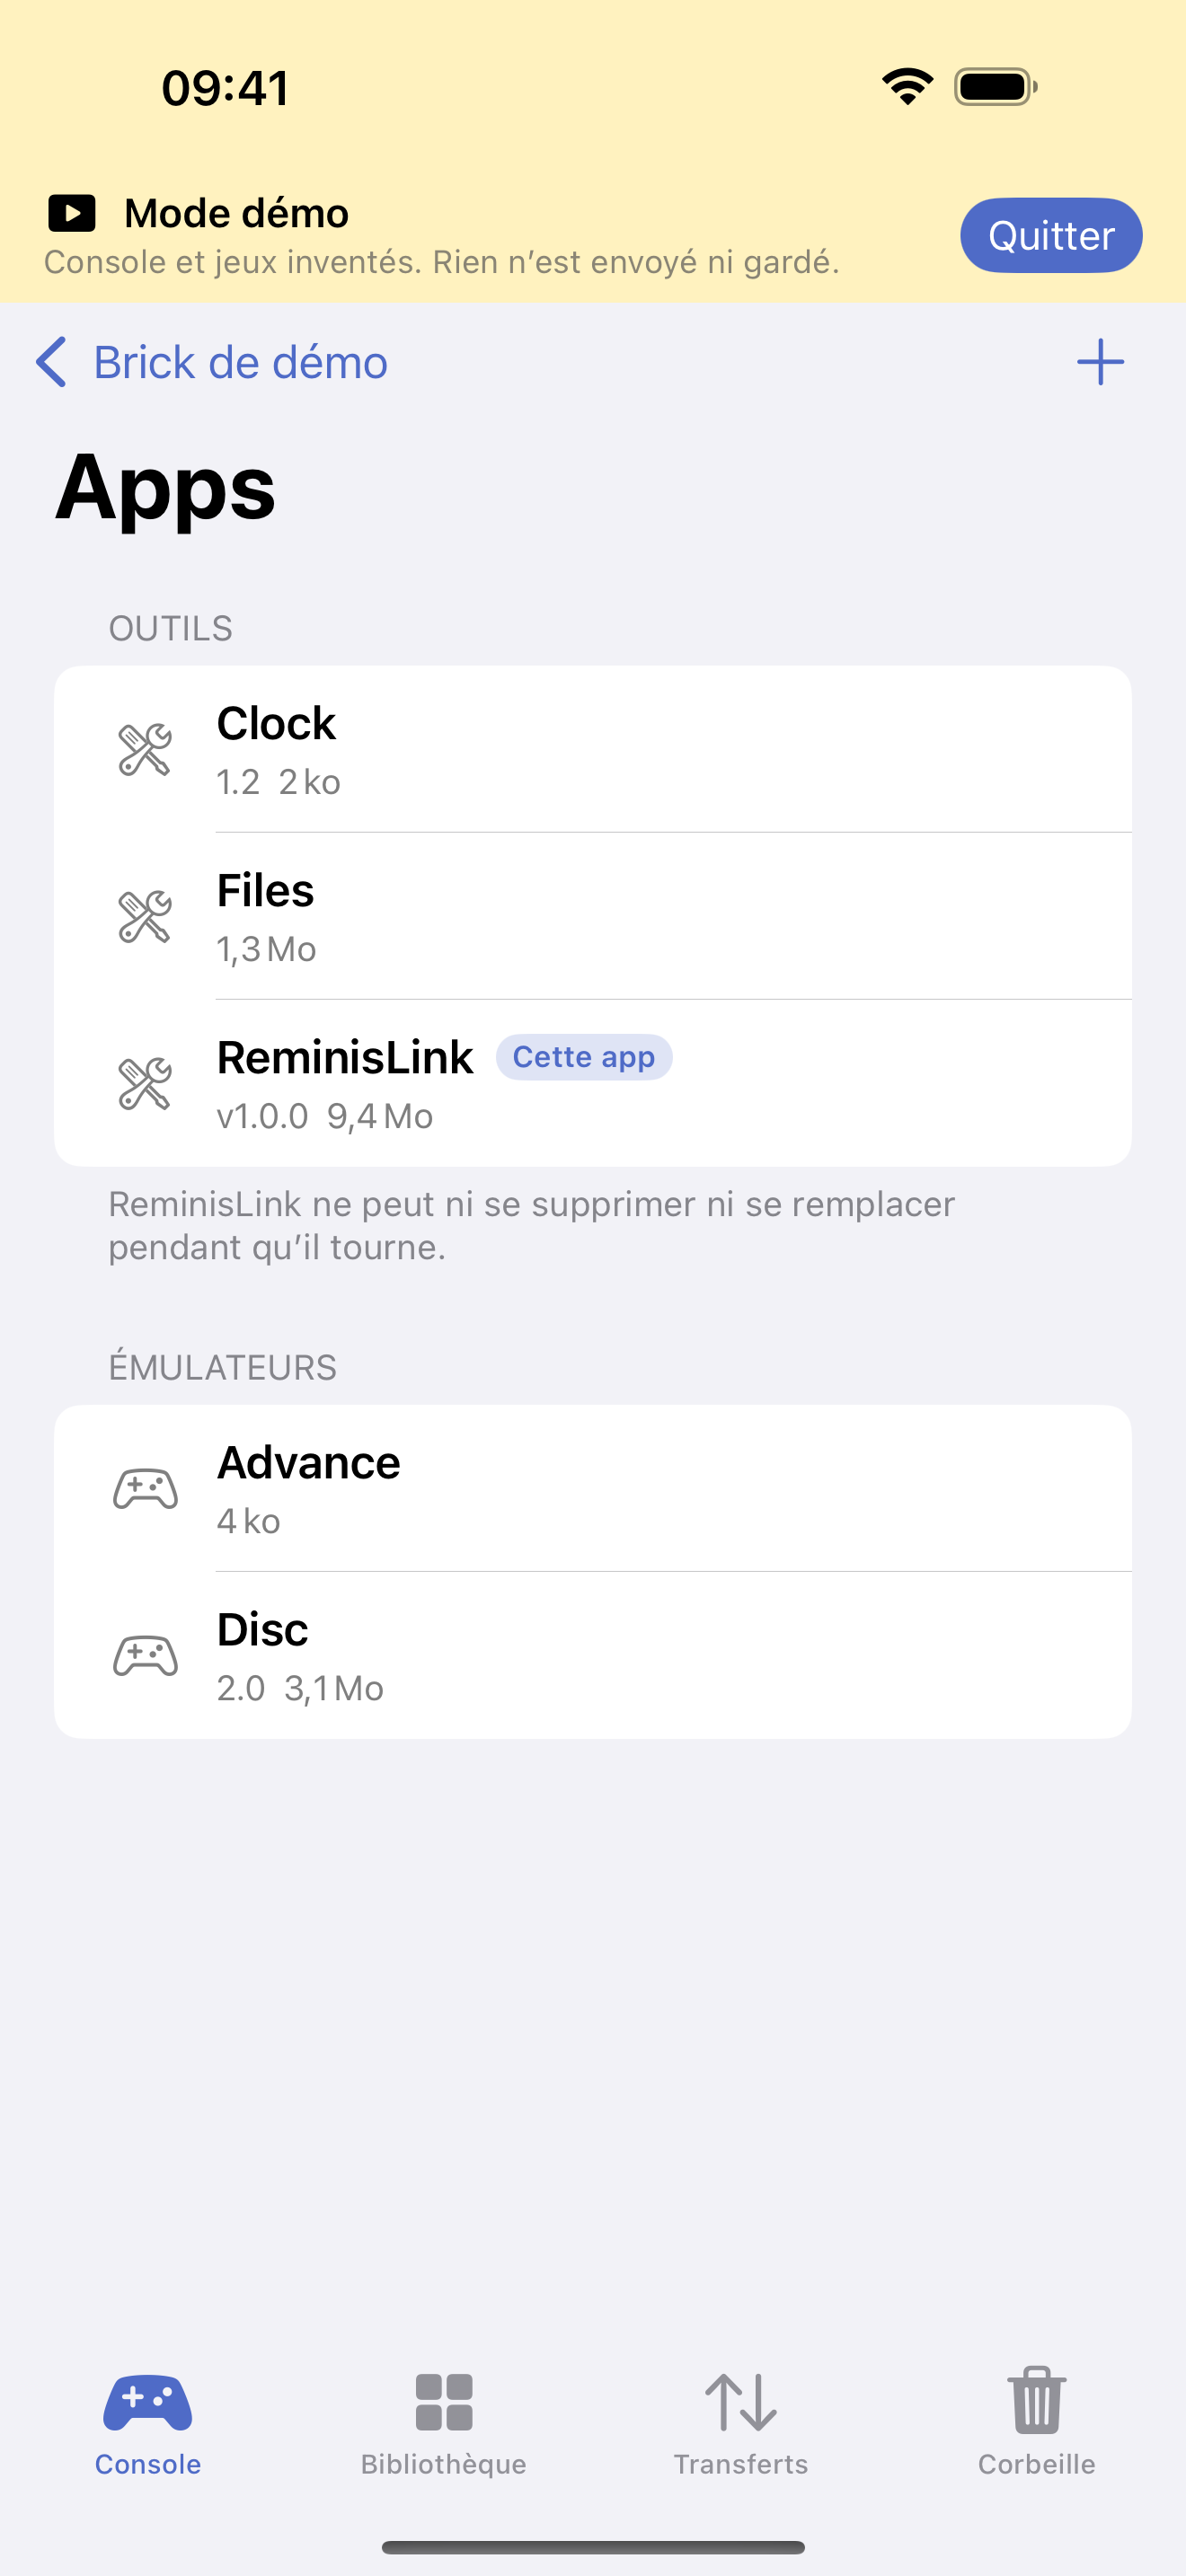 09:41
Mode démo
Console et jeux inventés. Rien n’est envoyé ni gardé.
Quitter
Brick de démo
Apps
OUTILS
Clock
1.2 2 ko
Files
1,3 Mo
ReminisLink Cette app
v1.0.0 9,4 Mo
ReminisLink ne peut ni se supprimer ni se remplacer
pendant qu’il tourne.
ÉMULATEURS
Advance
4 ko
Disc
2.0 3,1 Mo
Console Bibliothèque Transferts Corbeille